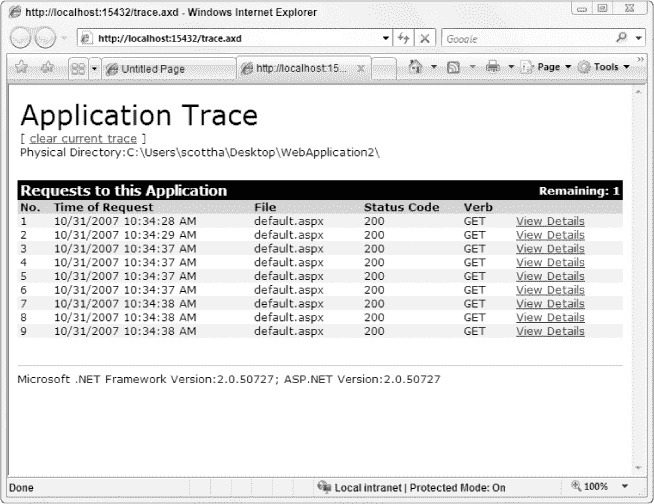 http://localhost:15432/trace.axd - Windows Internet Explorer
http://localhost:15432/trace.axd
Google
Untitled Page
http://localhost:15...
Page
Tools
Application Trace
[ clear current trace ]
Physical Directory:C:\Users\scottha\Desktop\WebApplication2\
Requests to this Application Remaining: 1
No. Time of Request File Status Code Verb
1 10/31/2007 10:34:28 AM default.aspx 200 GET View Details
2 10/31/2007 10:34:29 AM default.aspx 200 GET View Details
3 10/31/2007 10:34:37 AM default.aspx 200 GET View Details
4 10/31/2007 10:34:37 AM default.aspx 200 GET View Details
5 10/31/2007 10:34:37 AM default.aspx 200 GET View Details
6 10/31/2007 10:34:37 AM default.aspx 200 GET View Details
7 10/31/2007 10:34:38 AM default.aspx 200 GET View Details
8 10/31/2007 10:34:38 AM default.aspx 200 GET View Details
9 10/31/2007 10:34:38 AM default.aspx 200 GET View Details
Microsoft .NET Framework Version:2.0.50727; ASP.NET Version:2.0.50727
Done Local intranet | Protected Mode: On 100%